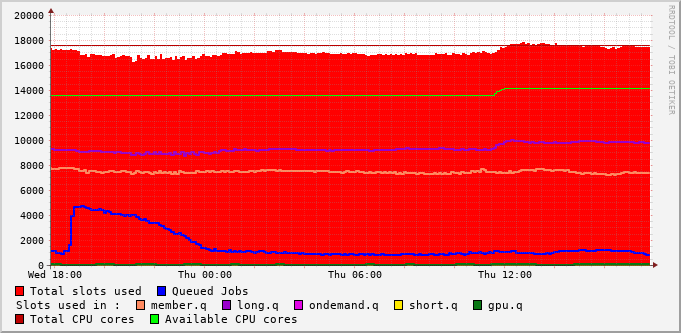 20000
18000
16000
14000
12000
10000
8000
6000
4000
2000
0
Wed 18:00 Thu 00:00 Thu 06:00 Thu 12:00
RRDTOOL / TOBI OETIKER
Total slots used Queued Jobs
Slots used in : member.q long.q ondemand.q short.q gpu.q
Total CPU cores Available CPU cores